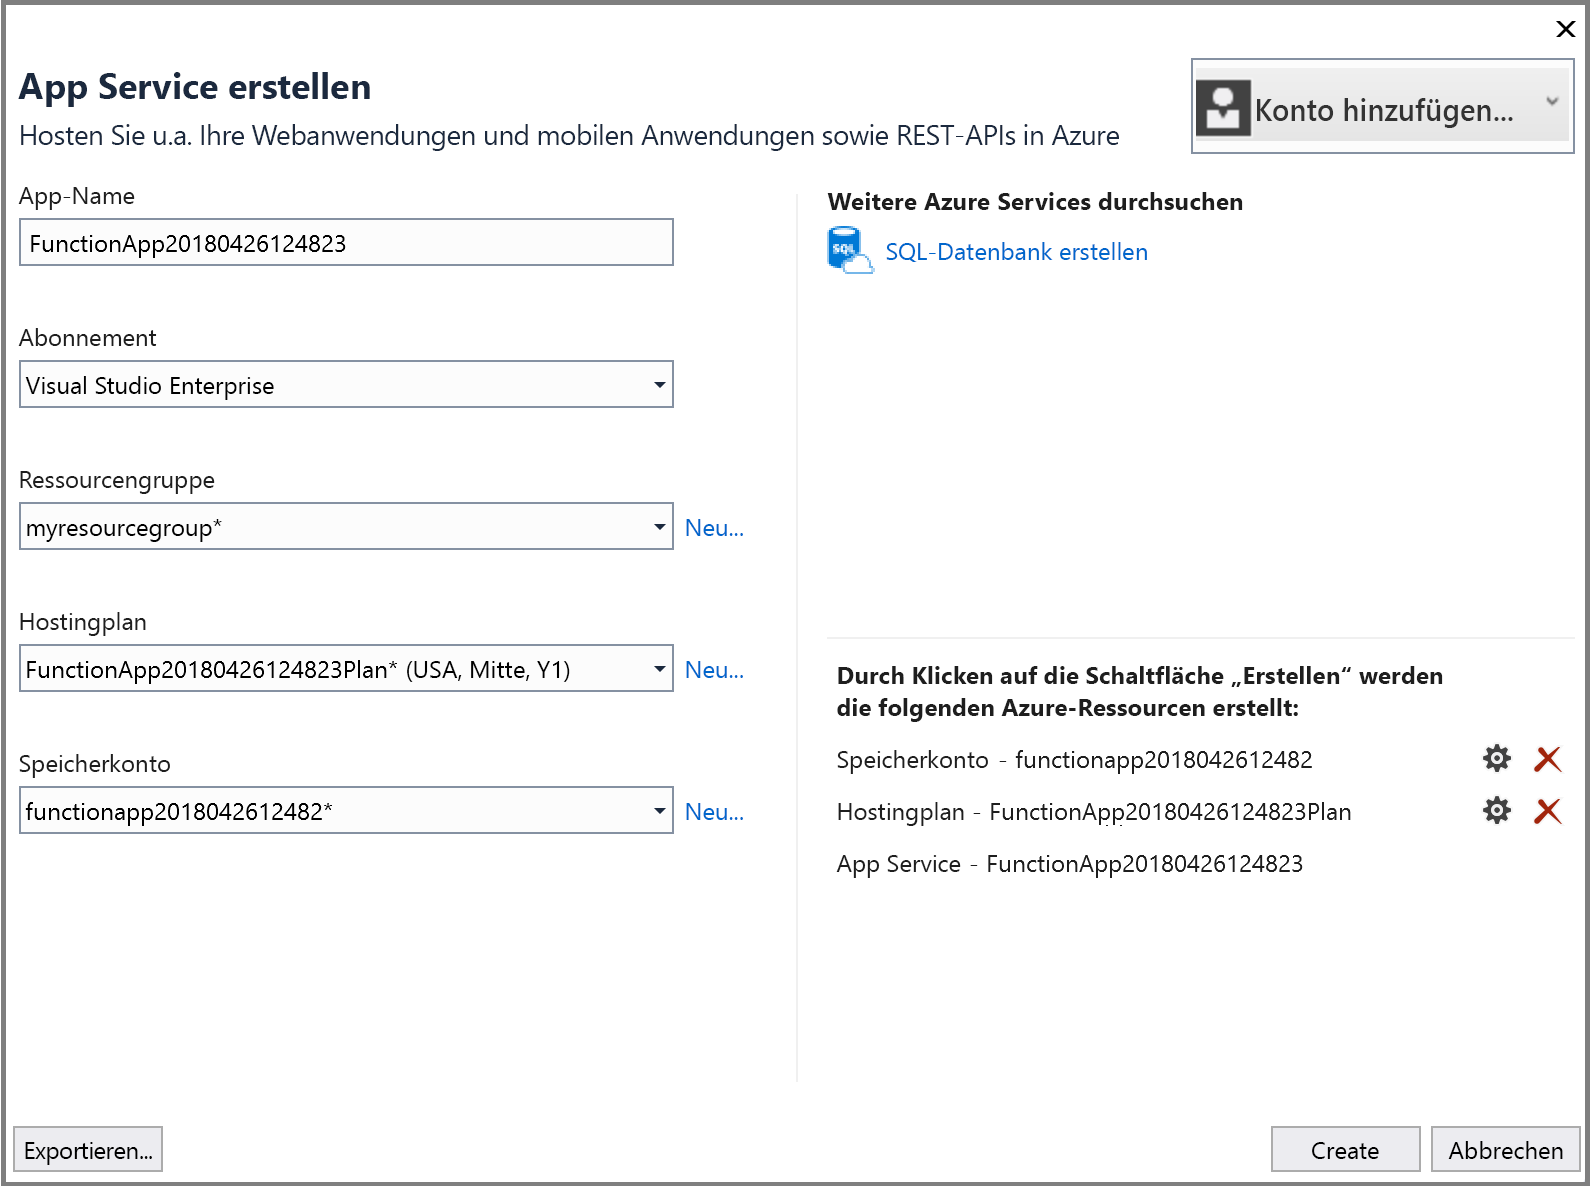 App Service erstellen
Hosten Sie u.a. Ihre Webanwendungen und mobilen Anwendungen sowie REST-APIs in Azure
Konto hinzufügen...
App-Name
FunctionApp20180426124823
Abonnement
Visual Studio Enterprise
Ressourcengruppe
myresourcegroup*
Neu...
Hostingplan
FunctionApp20180426124823Plan* (USA, Mitte, Y1)
Neu...
Speicherkonto
functionapp2018042612482*
Neu...
Weitere Azure Services durchsuchen
SQL
SQL-Datenbank erstellen
Durch Klicken auf die Schaltfläche „Erstellen“ werden
die folgenden Azure-Ressourcen erstellt:
Speicherkonto - functionapp2018042612482
Hostingplan - FunctionApp20180426124823Plan
App Service - FunctionApp20180426124823
Exportieren...
Create
Abbrechen